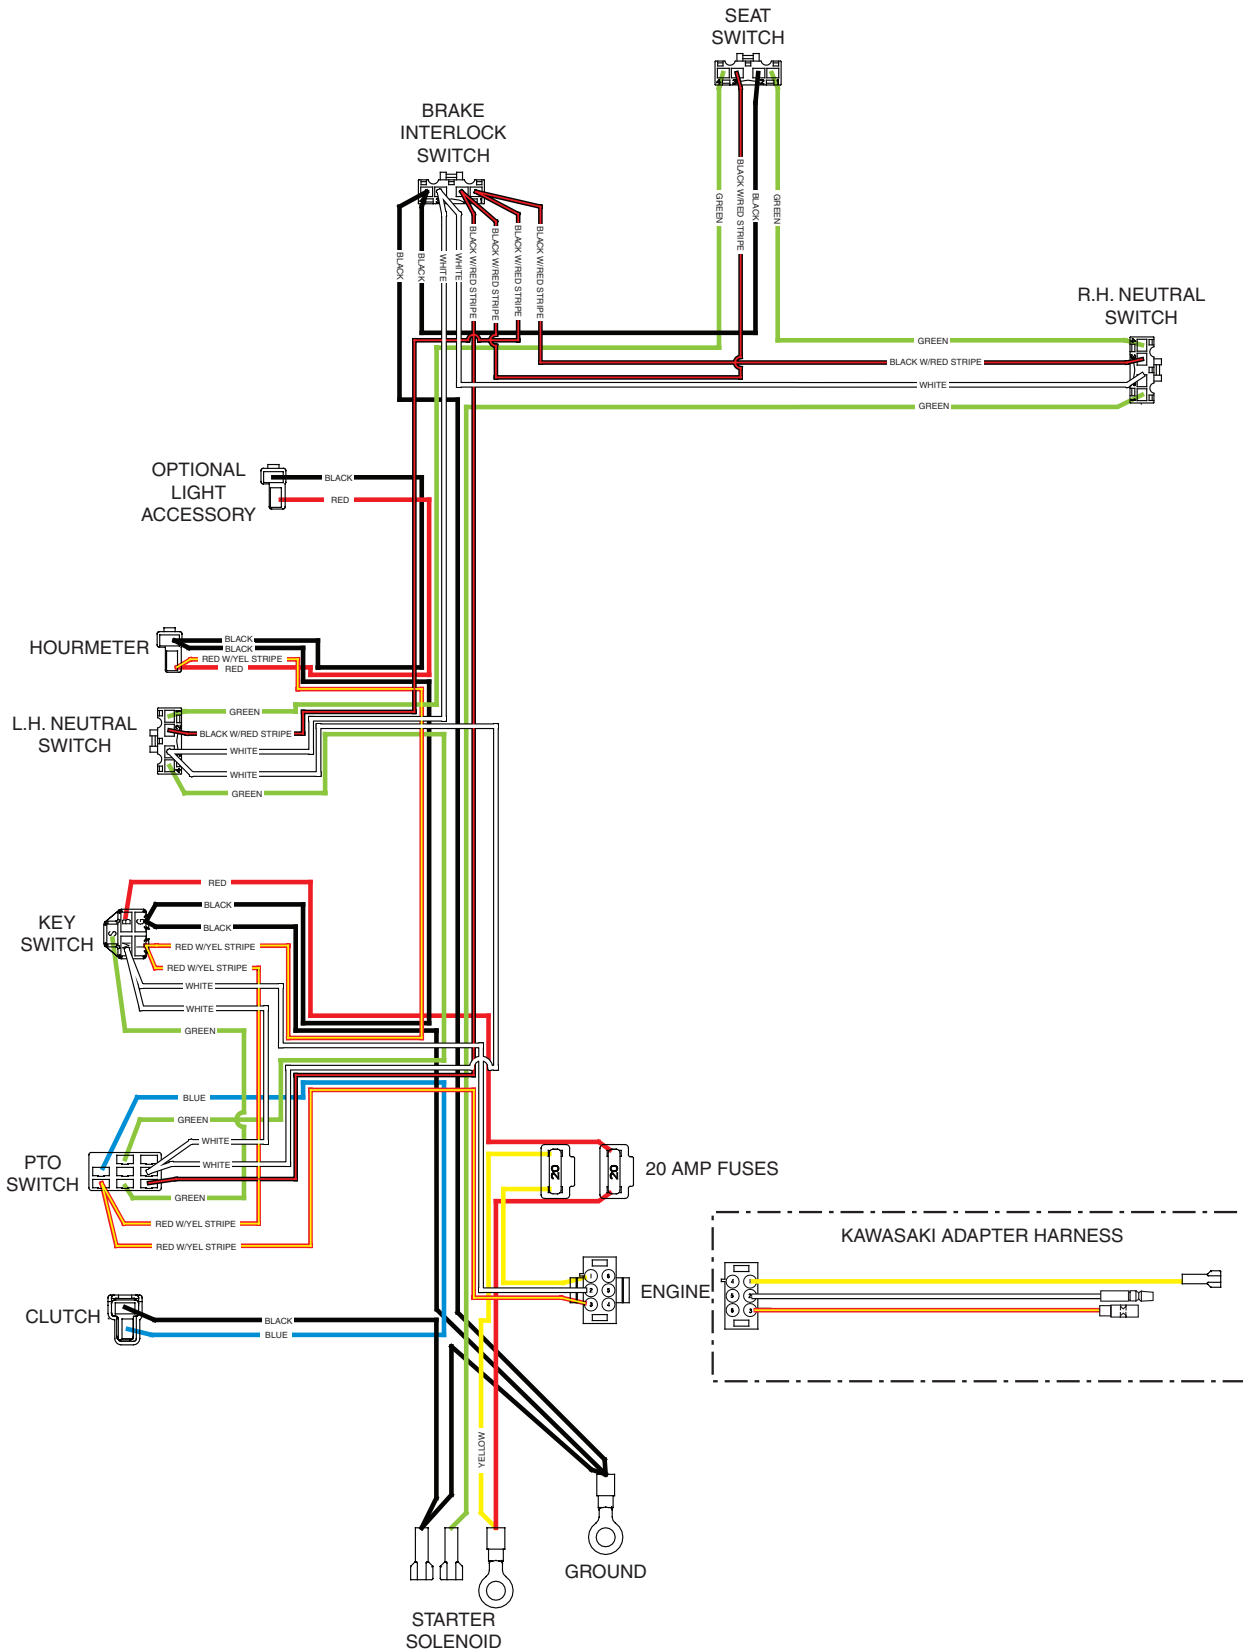 SEAT
SWITCH
BRAKE
INTERLOCK
SWITCH
BLACK
BLACK
WHITE
WHITE
BLACK W/RED STRIPE
BLACK W/RED STRIPE
BLACK W/RED STRIPE
BLACK W/RED STRIPE
GREEN
BLACK W/RED STRIPE
BLACK
GREEN
R.H. NEUTRAL
SWITCH
GREEN
BLACK W/RED STRIPE
WHITE
GREEN
OPTIONAL
LIGHT
ACCESSORY
BLACK
RED
HOURMETER
BLACK
BLACK
RED W/YEL STRIPE
RED
L.H. NEUTRAL
SWITCH
GREEN
BLACK W/RED STRIPE
WHITE
WHITE
GREEN
KEY
SWITCH
RED
BLACK
BLACK
RED W/YEL STRIPE
RED W/YEL STRIPE
WHITE
WHITE
GREEN
PTO
SWITCH
BLUE
GREEN
WHITE
WHITE
GREEN
RED W/YEL STRIPE
RED W/YEL STRIPE
20
20
20 AMP FUSES
KAWASAKI ADAPTER HARNESS
ENGINE
CLUTCH
BLACK
BLUE
YELLOW
GROUND
STARTER
SOLENOID